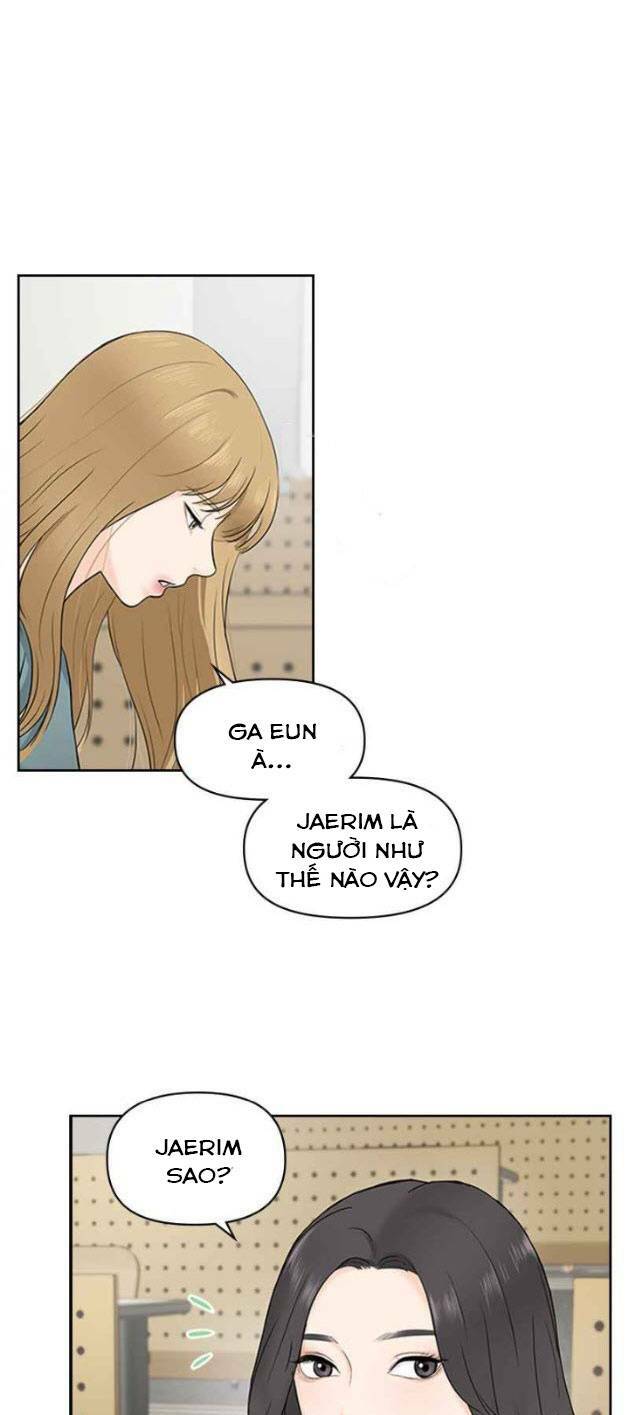 GA EUN
À...
JAERIM LÀ
NGƯỜI NHƯ
THẾ NÀO VẬY?
JAERIM
SAO?